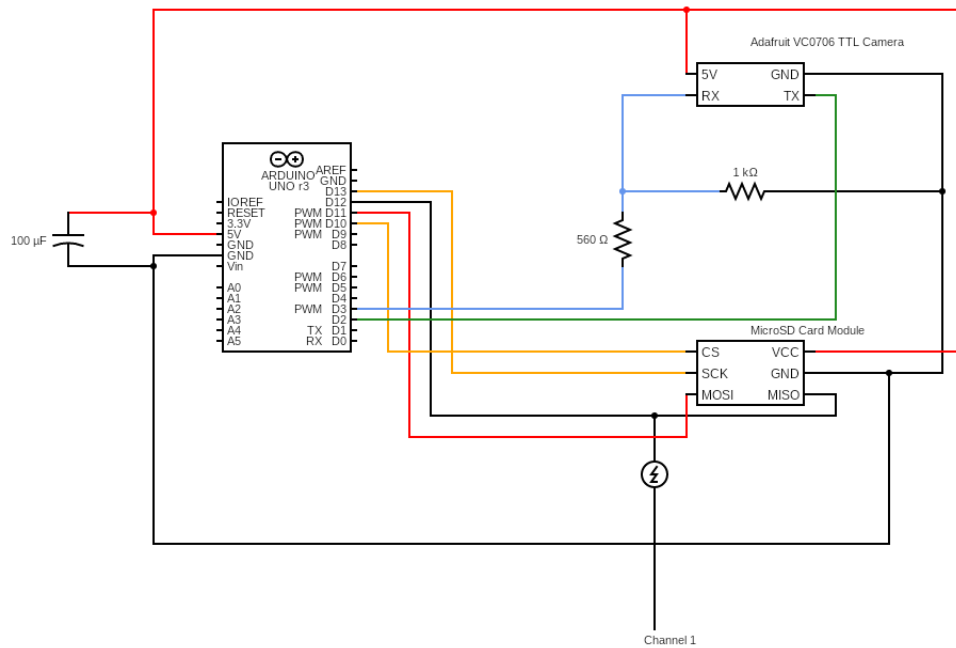 Adafruit VC0706 TTL Camera
5V GND
RX TX
1 kΩ
ARDUINO
UNO r3
AREF
GND
D13
IOREF D12
RESET PWM D11
3.3V PWM D10
5V PWM D9
GND D8
GND
Vin D7
PWM D6
A0 PWM D5
A1 D4
A2 PWM D3
A3 D2
A4 TX D1
A5 RX D0
100 µF
560 Ω
MicroSD Card Module
CS VCC
SCK GND
MOSI MISO
Channel 1